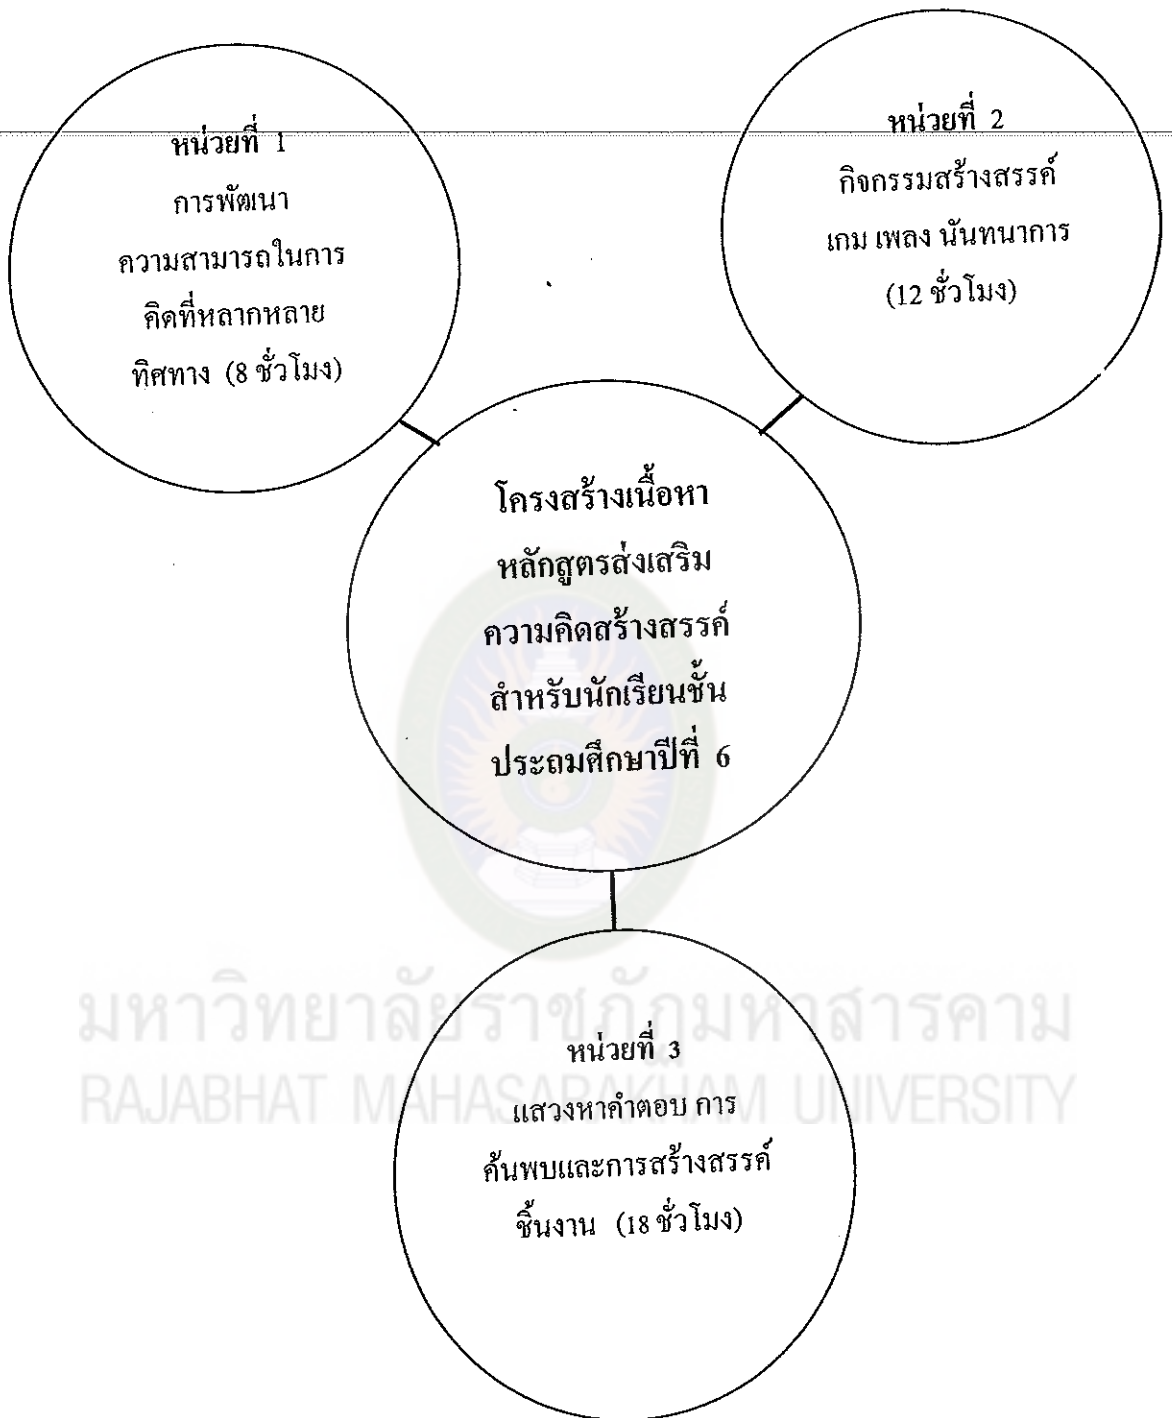 หน่วยที่ 1
การพัฒนา
ความสามารถในการ
คิดที่หลากหลาย
ทิศทาง (8 ชั่วโมง)
หน่วยที่ 2
กิจกรรมสร้างสรรค์
เกม เพลง นันทนาการ
(12 ชั่วโมง)
โครงสร้างเนื้อหา
หลักสูตรส่งเสริม
ความคิดสร้างสรรค์
สำหรับนักเรียนชั้น
ประถมศึกษาปีที่ 6
มหาวิทยาลัยราชภัฏมหาสารคาม
RAJABHAT MAHASARAKHAM UNIVERSITY
หน่วยที่ 3
แสวงหาคำตอบ การ
ค้นพบและการสร้างสรรค์
ชิ้นงาน (18 ชั่วโมง)